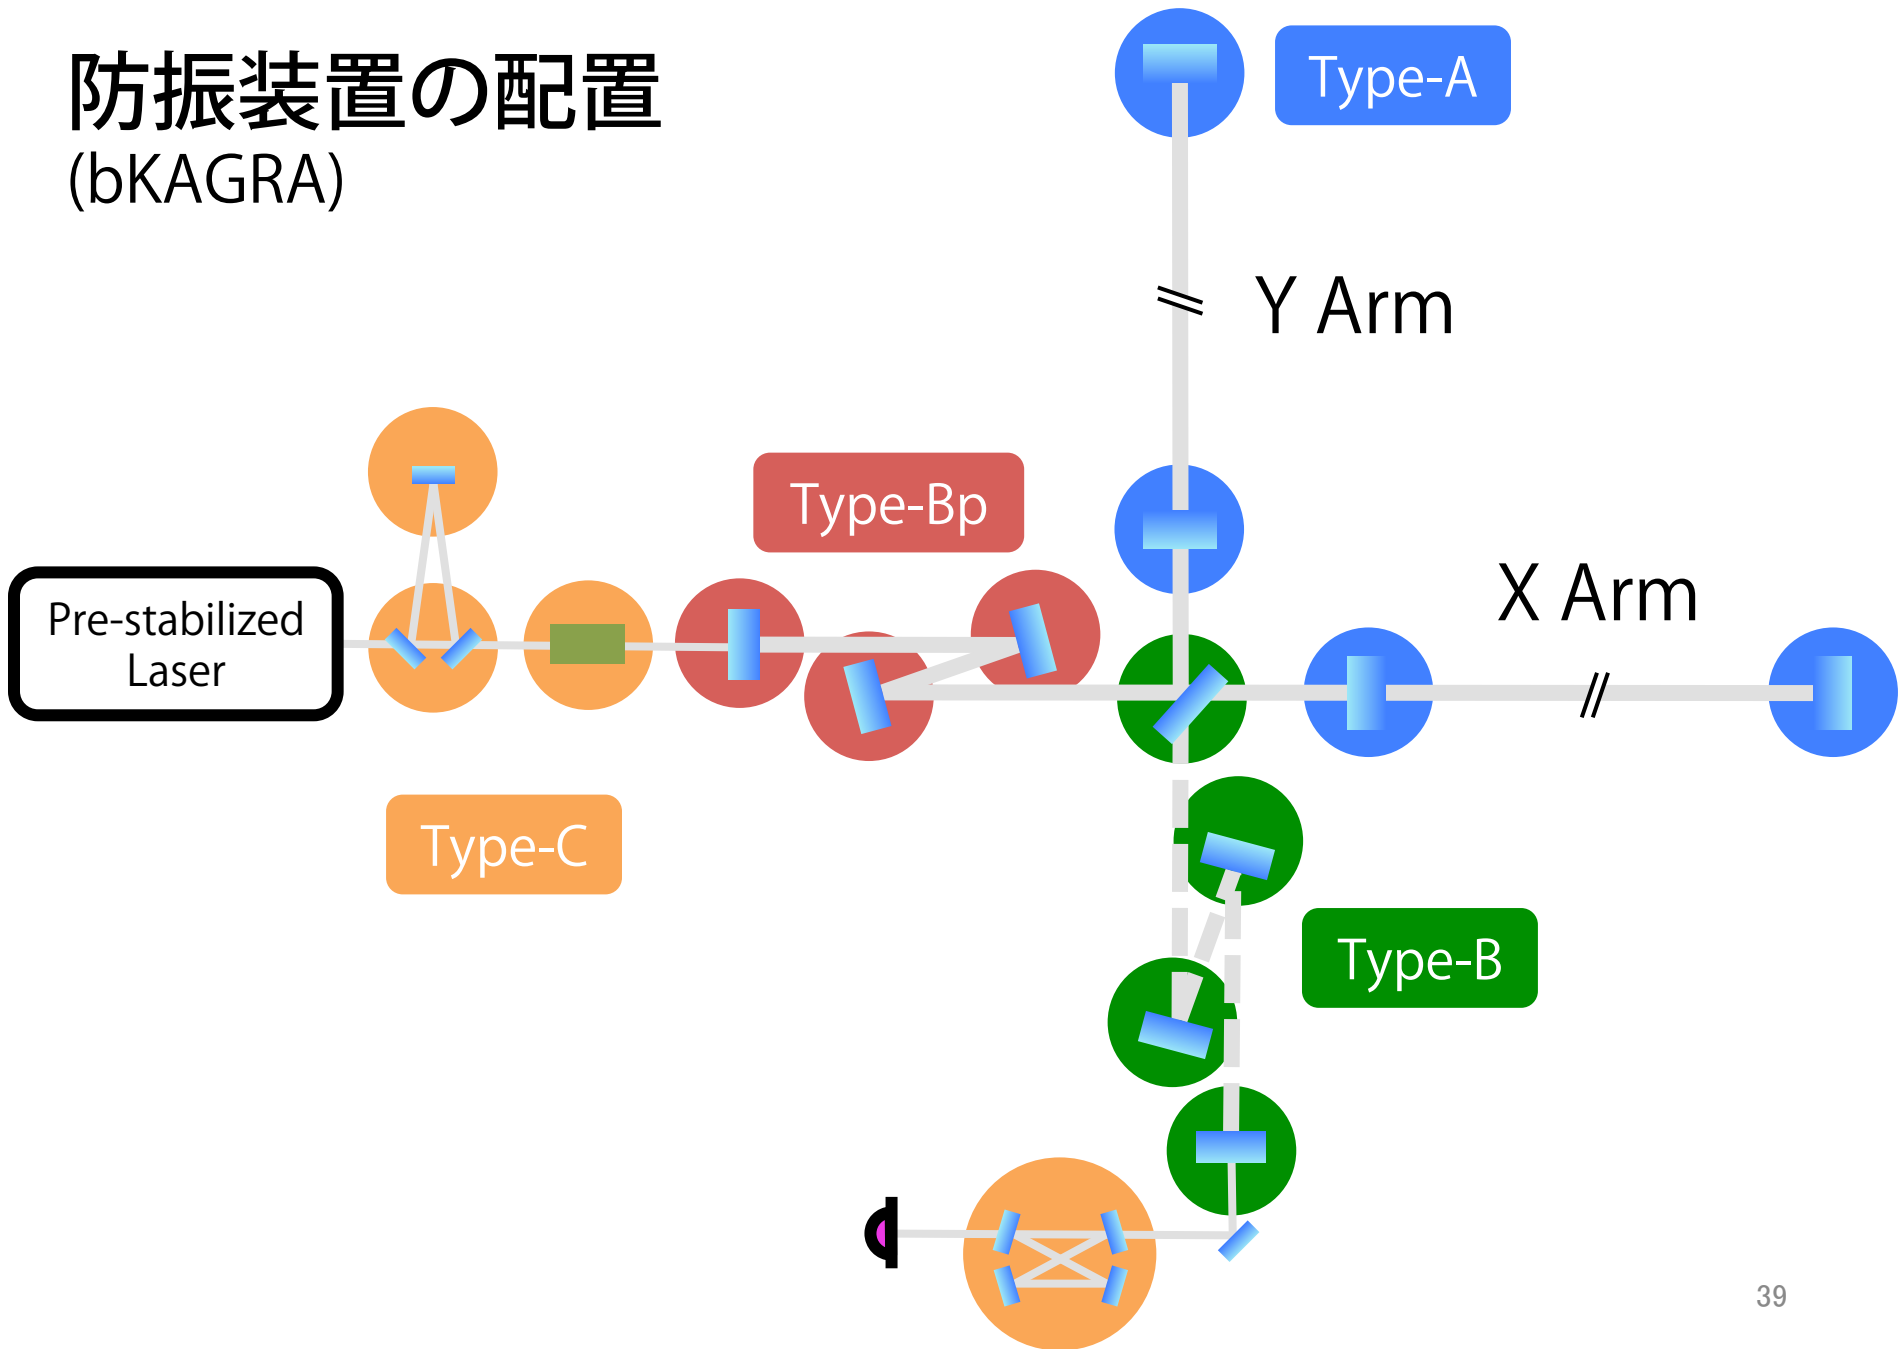 防振装置の配置
(bKAGRA)
Type-A
Y Arm
Type-Bp
X Arm
Pre-stabilized
Laser
Type-C
Type-B
39